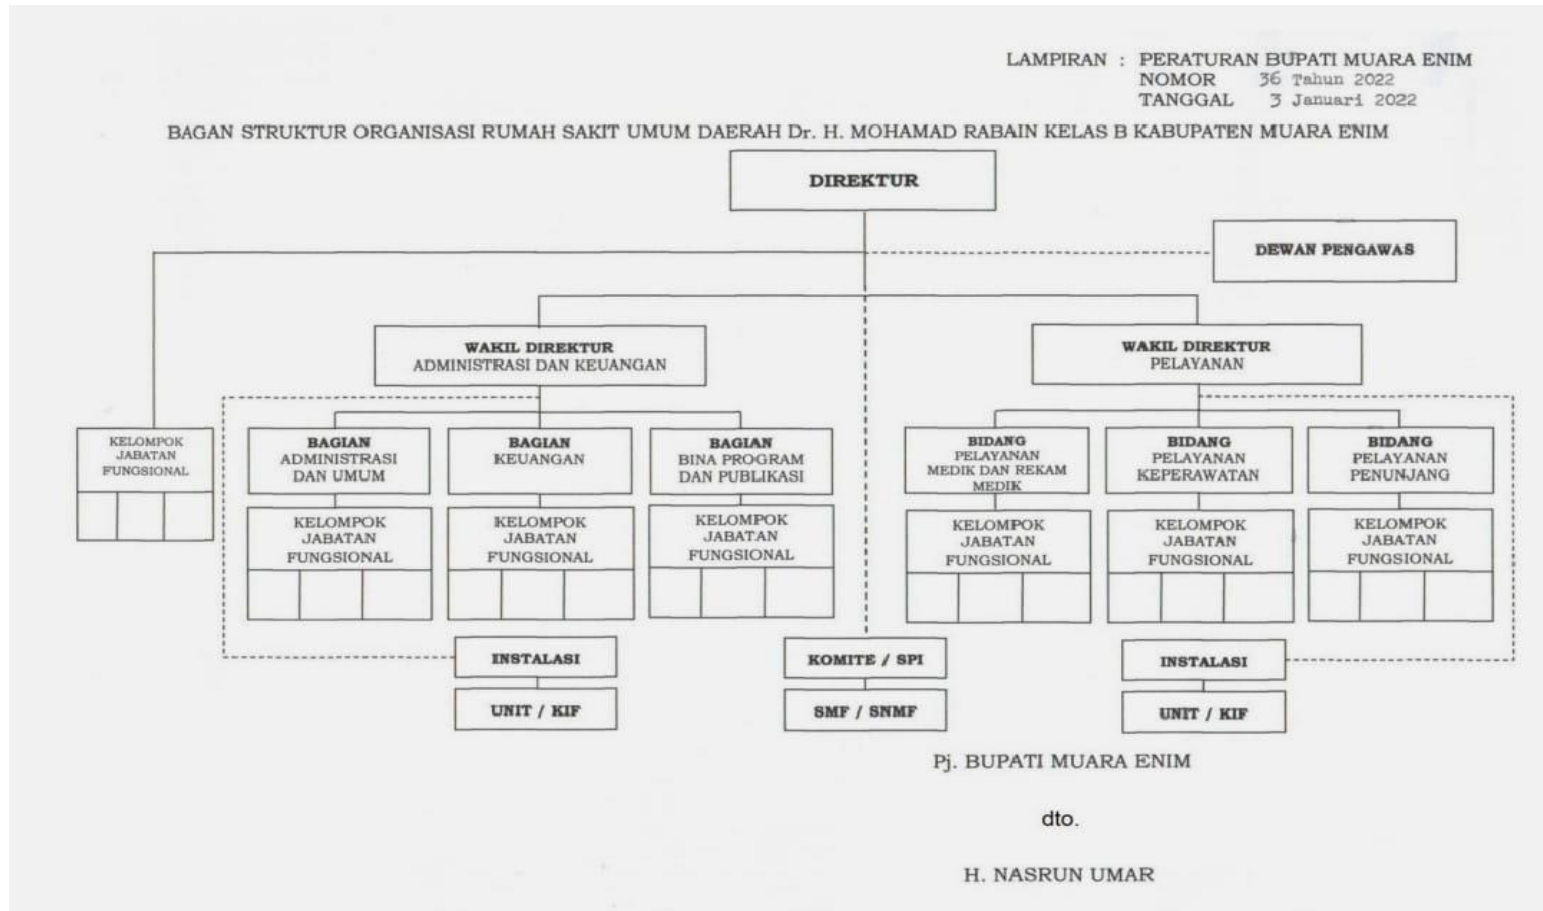 LAMPIRAN : PERATURAN BUPATI MUARA ENIM
NOMOR 36 Tahun 2022
TANGGAL 3 Januari 2022
BAGAN STRUKTUR ORGANISASI RUMAH SAKIT UMUM DAERAH Dr. H. MOHAMAD RABAIN KELAS B KABUPATEN MUARA ENIM
DIREKTUR
DEWAN PENGAWAS
WAKIL DIREKTUR
ADMINISTRASI DAN KEUANGAN
WAKIL DIREKTUR
PELAYANAN
KELOMPOK
JABATAN
FUNGSIONAL
BAGIAN
ADMINISTRASI
DAN UMUM
BAGIAN
KEUANGAN
BAGIAN
BINA PROGRAM
DAN PUBLIKASI
BIDANG
PELAYANAN
MEDIK DAN REKAM
MEDIK
BIDANG
PELAYANAN
KEPERAWATAN
BIDANG
PELAYANAN
PENUNJANG
KELOMPOK
JABATAN
FUNGSIONAL
KELOMPOK
JABATAN
FUNGSIONAL
KELOMPOK
JABATAN
FUNGSIONAL
KELOMPOK
JABATAN
FUNGSIONAL
KELOMPOK
JABATAN
FUNGSIONAL
KELOMPOK
JABATAN
FUNGSIONAL
INSTALASI
KOMITE / SPI
INSTALASI
UNIT / KIF
SMF / SNMF
UNIT / KIF
Pj. BUPATI MUARA ENIM
dto.
H. NASRUN UMAR